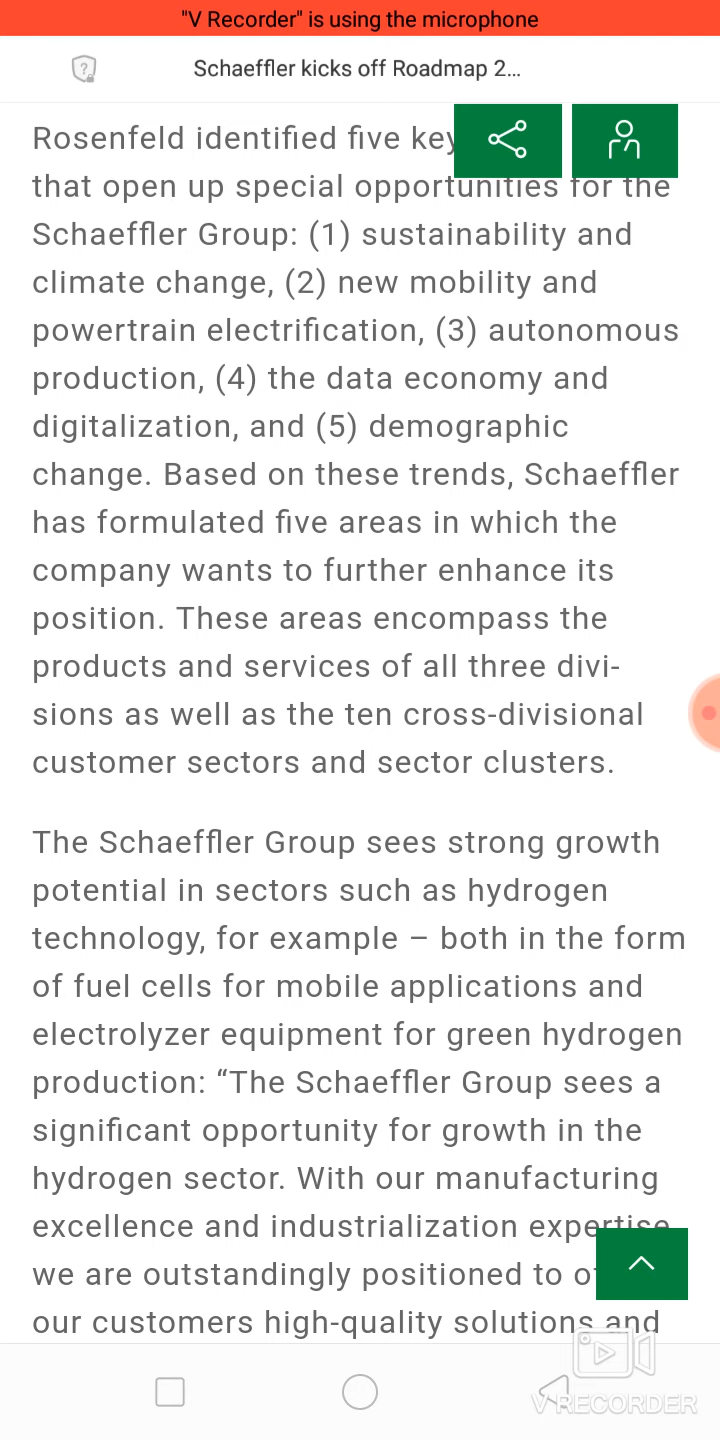 "V Recorder" is using the microphone
Schaeffler kicks off Roadmap 2...
Rosenfeld identified five key
that open up special opportunities for the
Schaeffler Group: (1) sustainability and
climate change, (2) new mobility and
powertrain electrification, (3) autonomous
production, (4) the data economy and
digitalization, and (5) demographic
change. Based on these trends, Schaeffler
has formulated five areas in which the
company wants to further enhance its
position. These areas encompass the
products and services of all three divi-
sions as well as the ten cross-divisional
customer sectors and sector clusters.
The Schaeffler Group sees strong growth
potential in sectors such as hydrogen
technology, for example – both in the form
of fuel cells for mobile applications and
electrolyzer equipment for green hydrogen
production: “The Schaeffler Group sees a
significant opportunity for growth in the
hydrogen sector. With our manufacturing
excellence and industrialization expertise
we are outstandingly positioned to
our customers high-quality solutions and
V RECORDER